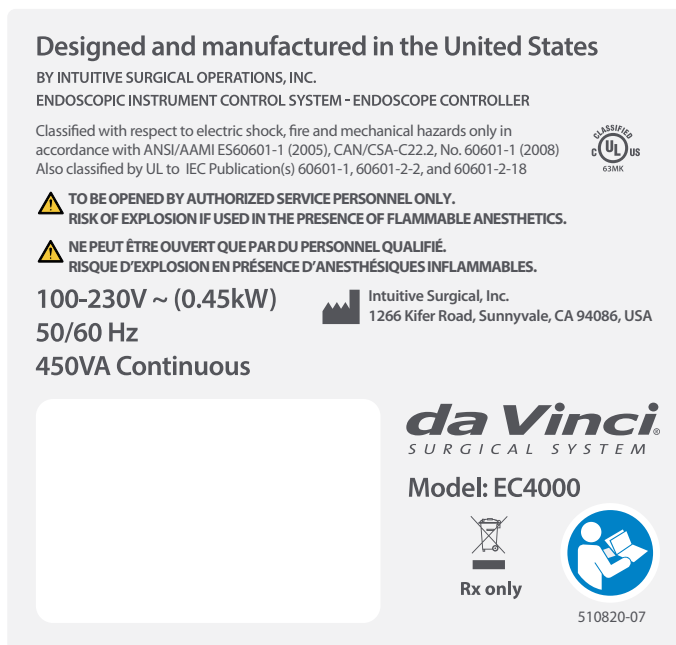 Designed and manufactured in the United States
BY INTUITIVE SURGICAL OPERATIONS, INC.
ENDOSCOPIC INSTRUMENT CONTROL SYSTEM - ENDOSCOPE CONTROLLER
Classified with respect to electric shock, fire and mechanical hazards only in
accordance with ANSI/AAMI ES60601-1 (2005), CAN/CSA-C22.2, No. 60601-1 (2008)
Also classified by UL to IEC Publication(s) 60601-1, 60601-2-2, and 60601-2-18
CLASSIFIED
C UL US
63MK
TO BE OPENED BY AUTHORIZED SERVICE PERSONNEL ONLY.
RISK OF EXPLOSION IF USED IN THE PRESENCE OF FLAMMABLE ANESTHETICS.
NE PEUT ÊTRE OUVERT QUE PAR DU PERSONNEL QUALIFIÉ.
RISQUE D'EXPLOSION EN PRÉSENCE D'ANESTHÉSIQUES INFLAMMABLES.
100-230V ~ (0.45kW)
50/60 Hz
450VA Continuous
Intuitive Surgical, Inc.
1266 Kifer Road, Sunnyvale, CA 94086, USA
da Vinci®
SURGICAL SYSTEM
Model: EC4000
Rx only
510820-07